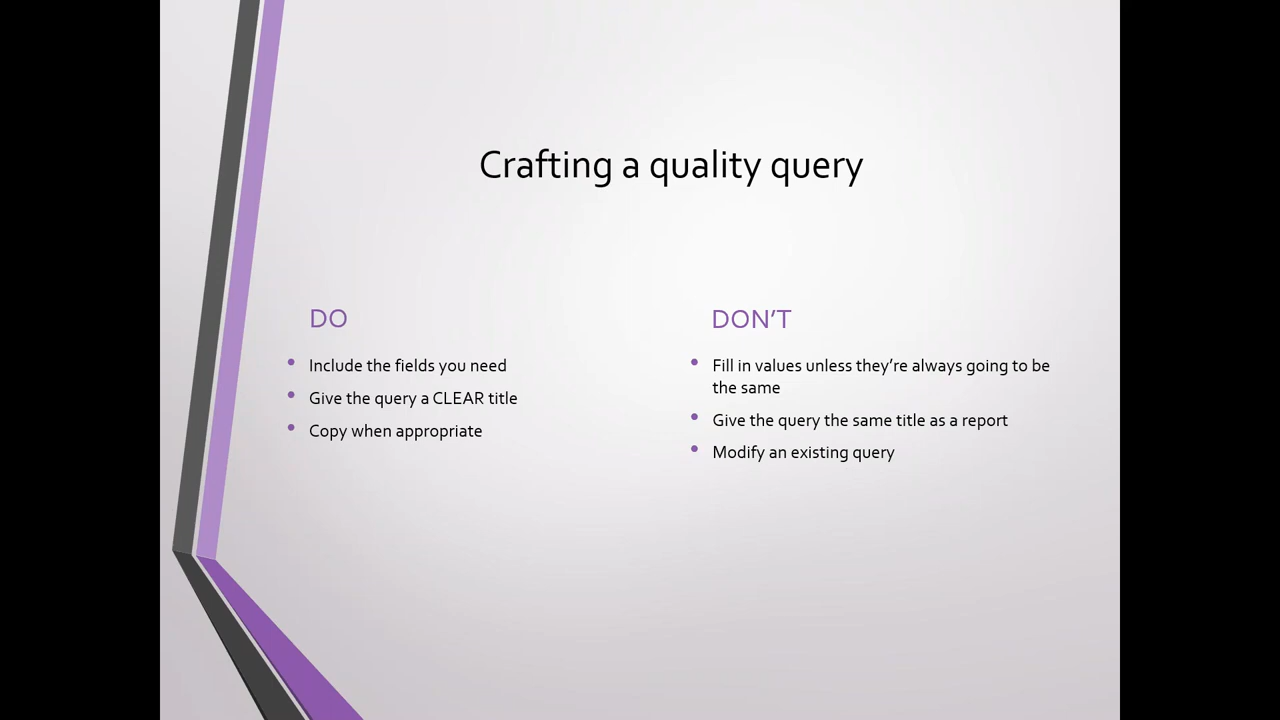 Crafting a quality query
DO
Include the fields you need
Give the query a CLEAR title
Copy when appropriate
DON’T
Fill in values unless they’re always going to be
the same
Give the query the same title as a report
Modify an existing query